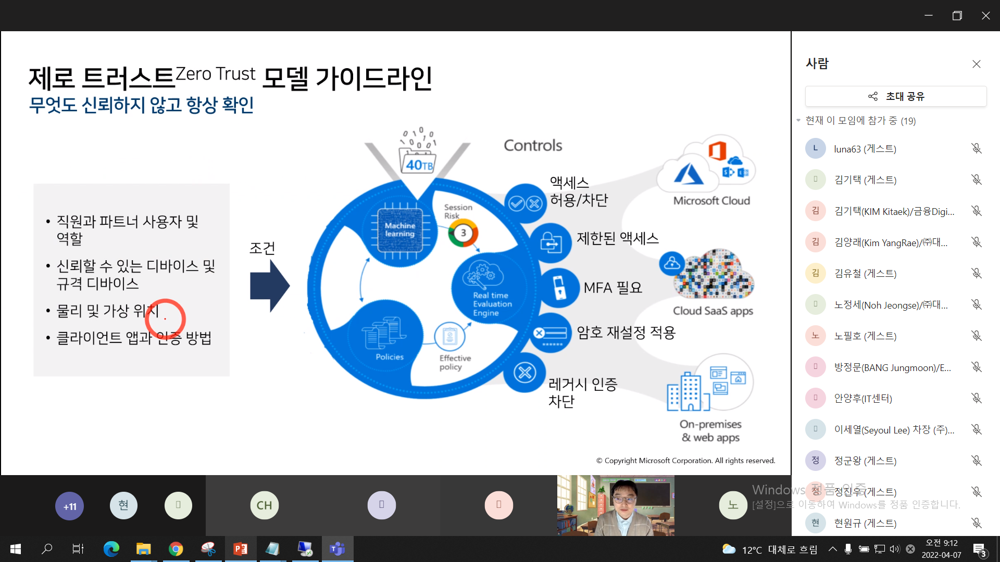 제로 트러스트Zero Trust 모델 가이드라인
무엇도 신뢰하지 않고 항상 확인
• 직원과 파트너 사용자 및
역할
• 신뢰할 수 있는 디바이스 및
규격 디바이스
• 물리 및 가상 위치
• 클라이언트 앱과 인증 방법
조건
40TB
Machine
learning
Session
Risk
3
Real time
Evaluation
Engine
Policies
Effective
policy
Controls
액세스
허용/차단
제한된 액세스
MFA 필요
암호 재설정 적용
레거시 인증
차단
Microsoft Cloud
Cloud SaaS apps
On-premises
& web apps
© Copyright Microsoft Corporation. All rights reserved.
사람
초대 공유
현재 이 모임에 참가 중 (19)
L luna63 (게스트)
김기택 (게스트)
김 김기택(KIM Kitaek)/금융Digi...
김 김양래(Kim YangRae)/㈜대...
김 김유철 (게스트)
노정세(Noh Jeongse)/㈜대...
노 노필호 (게스트)
방정문(BANG Jungmoon)/E...
안양후(IT센터)
이세열(Seyoul Lee) 차장 (주)...
정 정군왕 (게스트)
정 정진우 (게스트)
현 현원규 (게스트)
Windows 정품 인증
[설정]으로 이동하여 Windows를 정품 인증합니다.
+11
현
CH
노
12°C 대체로 흐림
오전 9:12
2022-04-07
3